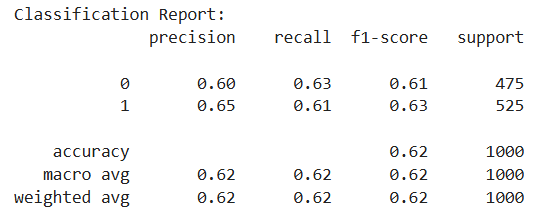 Classification Report:
precision recall f1-score support
0 0.60 0.63 0.61 475
1 0.65 0.61 0.63 525
accuracy 0.62 1000
macro avg 0.62 0.62 0.62 1000
weighted avg 0.62 0.62 0.62 1000